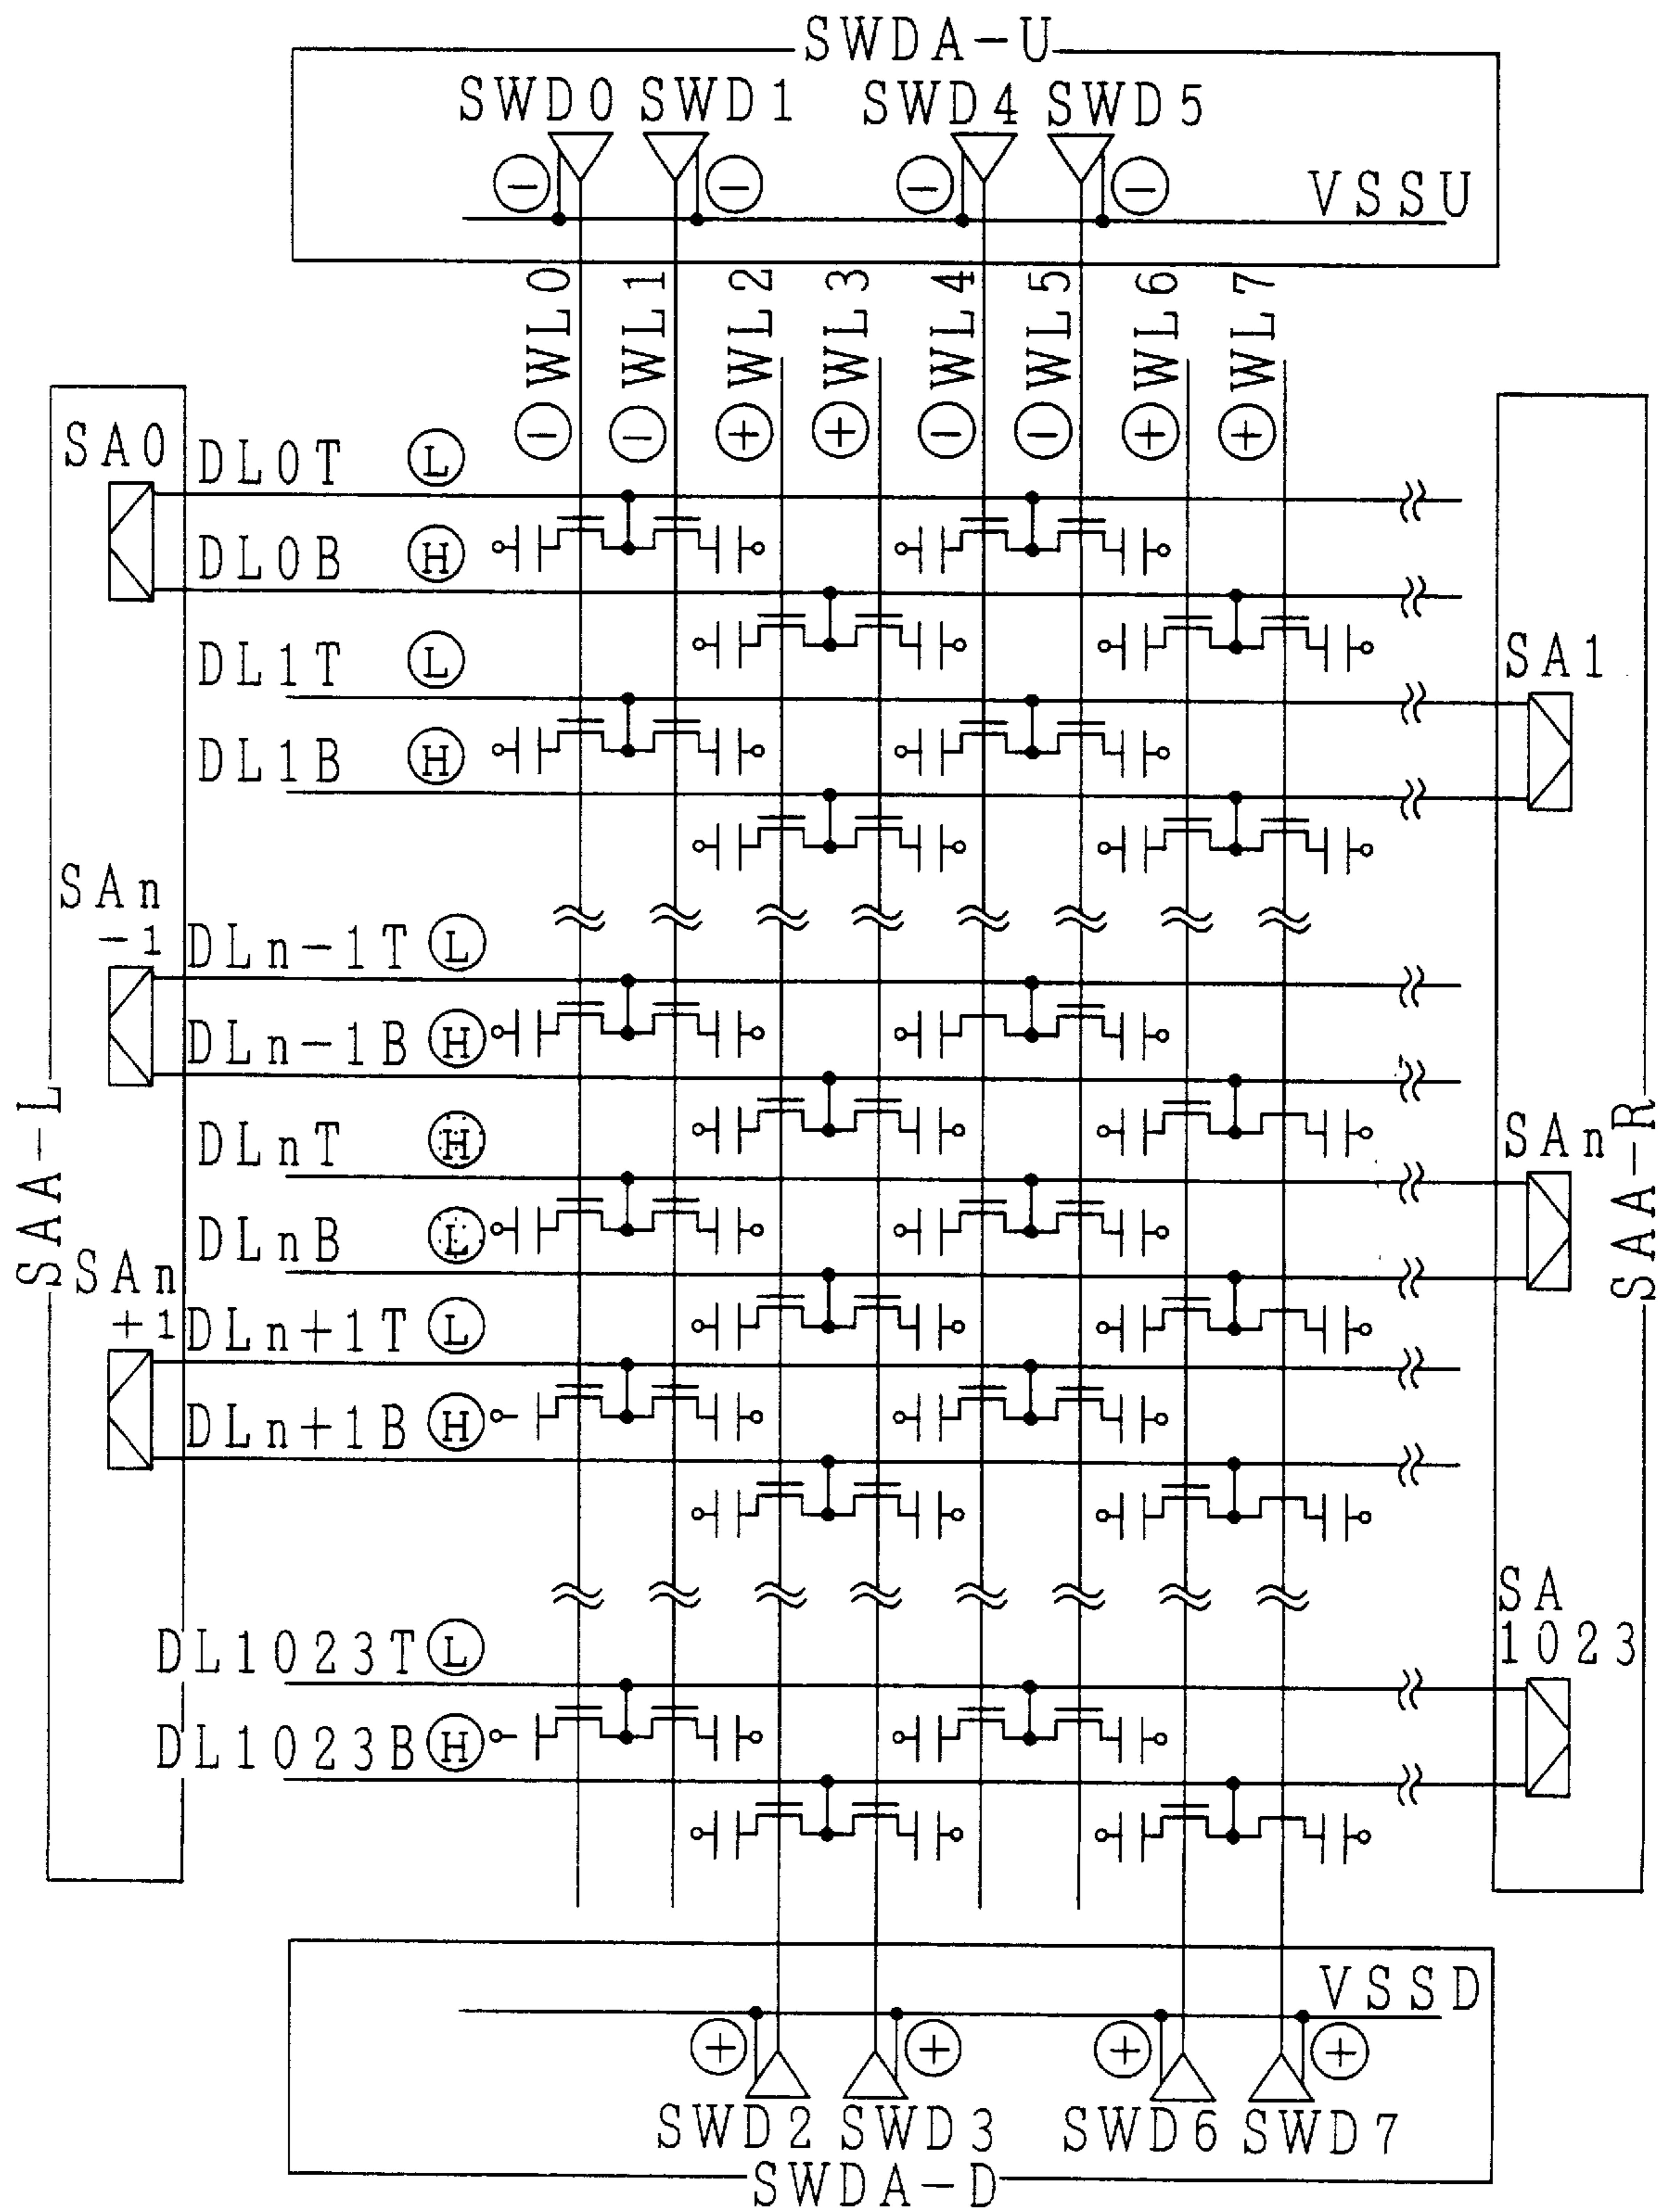 SWDA-U
SWD0 SWD1 SWD4 SWD5
− − − −
VSSU
WL0 WL1 WL2 WL3 WL4 WL5 WL6 WL7
− − + + − − + +
SA0
DL0T L
DL0B H
DL1T L
SA1
DL1B H
SAn
-1
DLn-1T L
DLn-1B H
SAA-L
DLnT H
SAn
SAA-R
DLnB L
SAn
+1
DLn+1T L
DLn+1B H
SA
1023
DL1023T L
DL1023B H
VSSD
+ + + +
SWD2 SWD3 SWD6 SWD7
SWDA-D